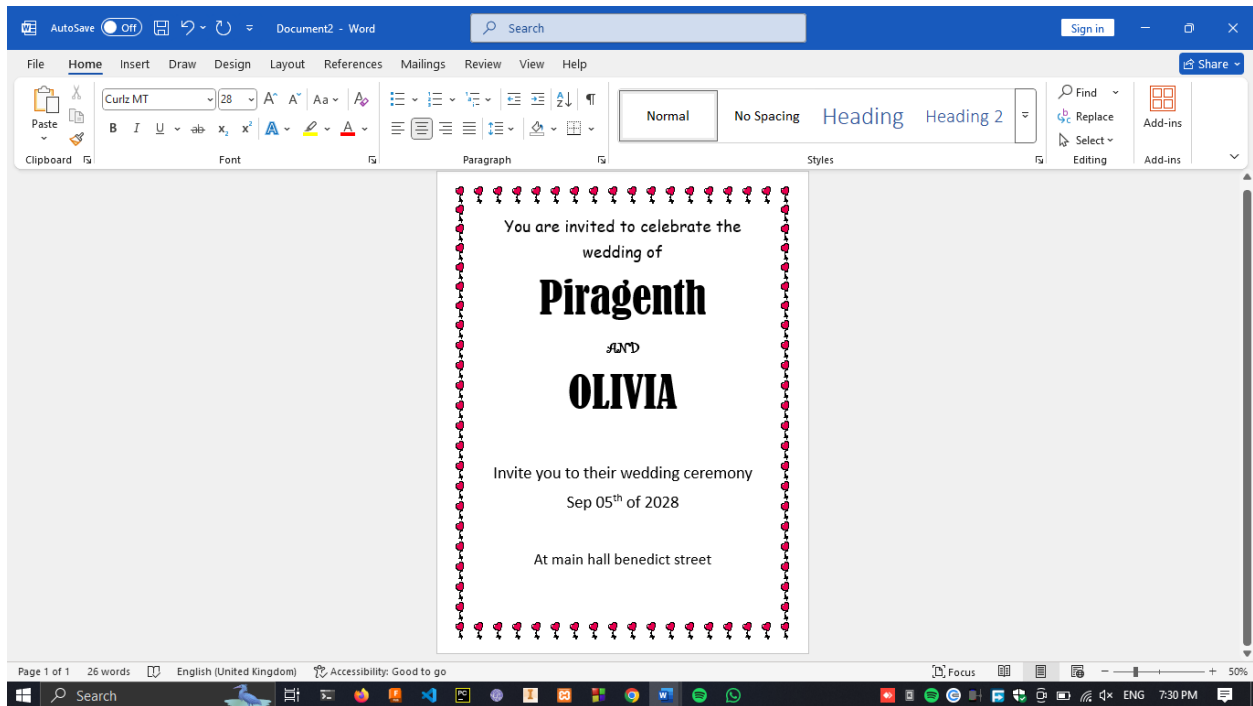 AutoSave Off Document2 - Word Search Sign in
File Home Insert Draw Design Layout References Mailings Review View Help Share
Paste
Curlz MT 28 Aa
B I U ab x₂ x² A A
Normal No Spacing Heading Heading 2
Find
Replace
Select
Add-ins
Clipboard Font Paragraph Styles Editing Add-ins
You are invited to celebrate the
wedding of
Piragenth
AND
OLIVIA
Invite you to their wedding ceremony
Sep 05th of 2028
At main hall benedict street
Page 1 of 1 26 words English (United Kingdom) Accessibility: Good to go Focus 50%
Search ENG 7:30 PM